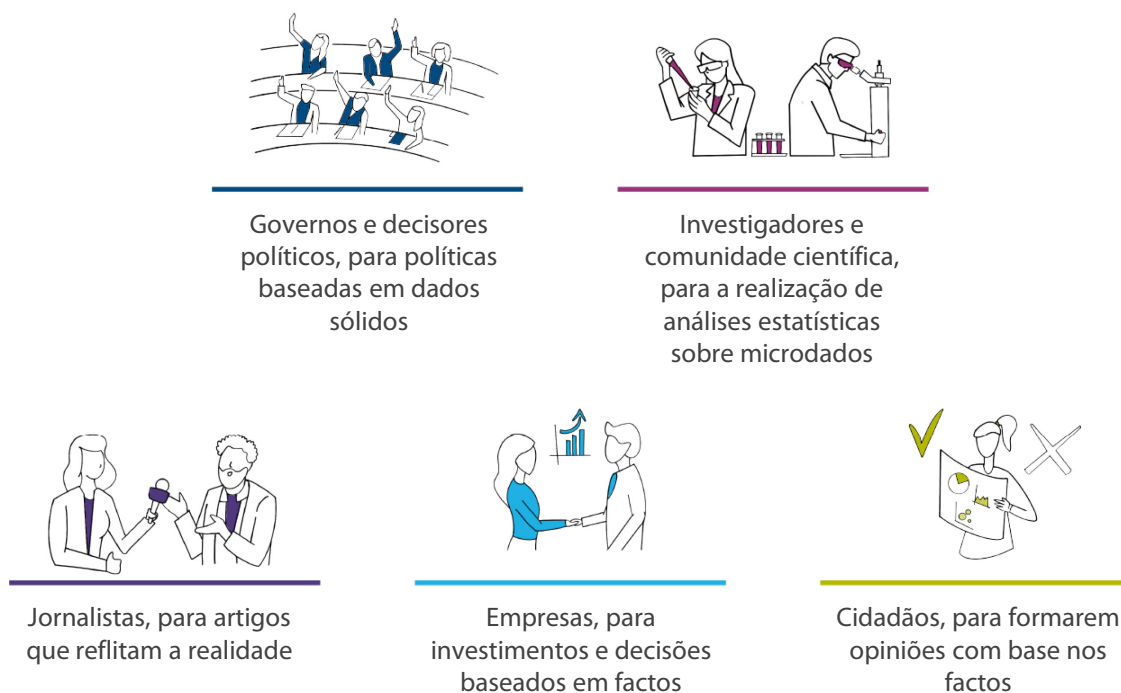 Governos e decisores
políticos, para políticas
baseadas em dados
sólidos
Investigadores e
comunidade científica,
para a realização de
análises estatísticas
sobre microdados
Jornalistas, para artigos
que reflitam a realidade
Empresas, para
investimentos e decisões
baseados em factos
Cidadãos, para formarem
opiniões com base nos
factos